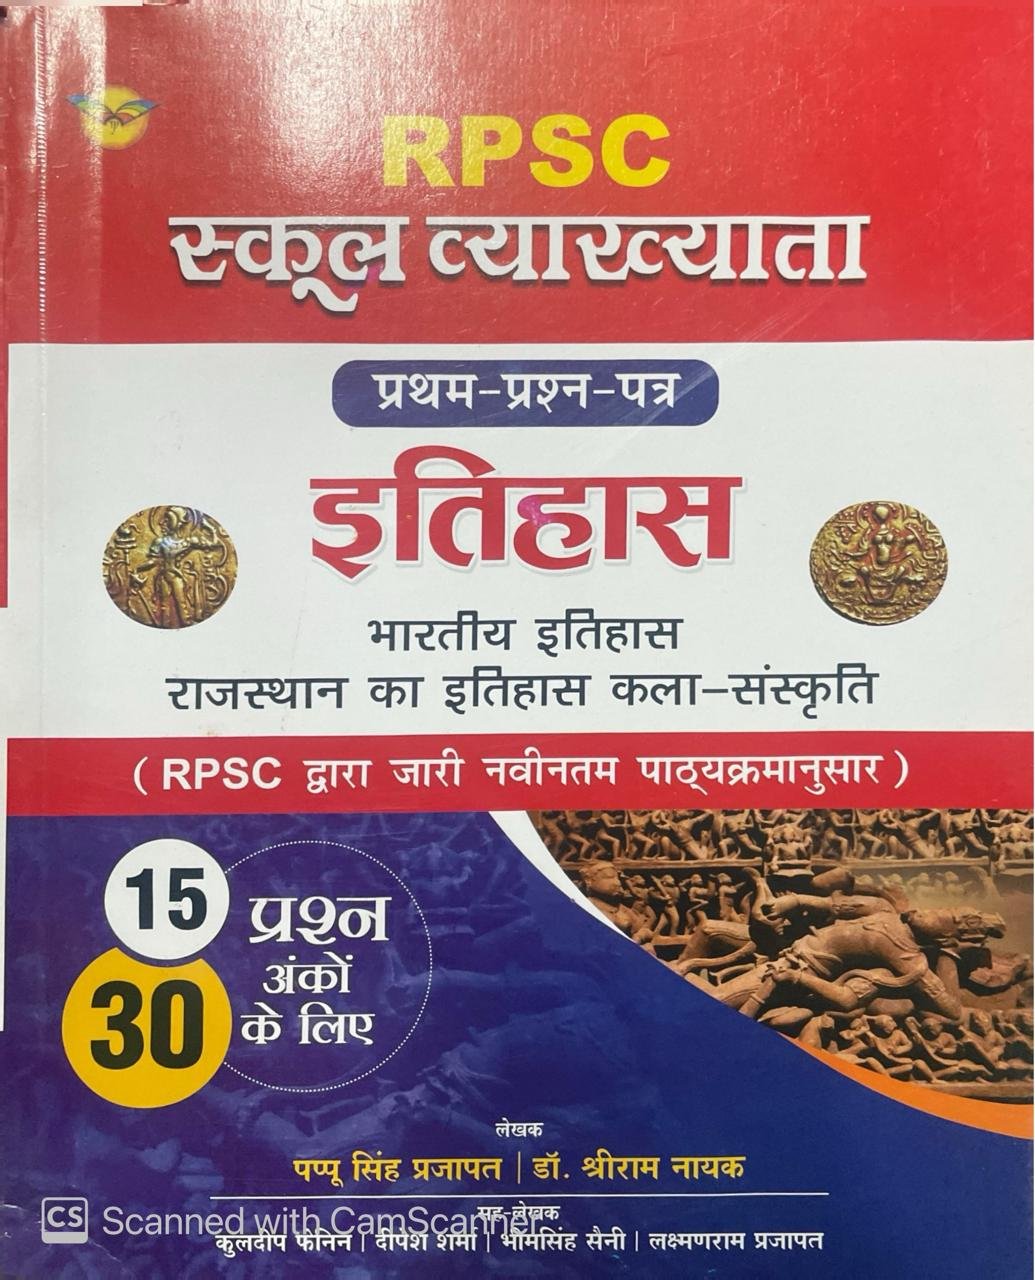 RPSC
स्कूल व्याख्याता
प्रथम-प्रश्न-पत्र
इतिहास
भारतीय इतिहास
राजस्थान का इतिहास कला-संस्कृति
( RPSC द्वारा जारी नवीनतम पाठ्यक्रमानुसार )
15 प्रश्न
30 अंकों
के लिए
लेखक
पप्पू सिंह प्रजापत | डॉ. श्रीराम नायक
सह-लेखक
कुलदीप फेनिन | दीपेश शर्मा | भीमसिंह सैनी | लक्ष्मणराम प्रजापत
CS Scanned with CamScanner